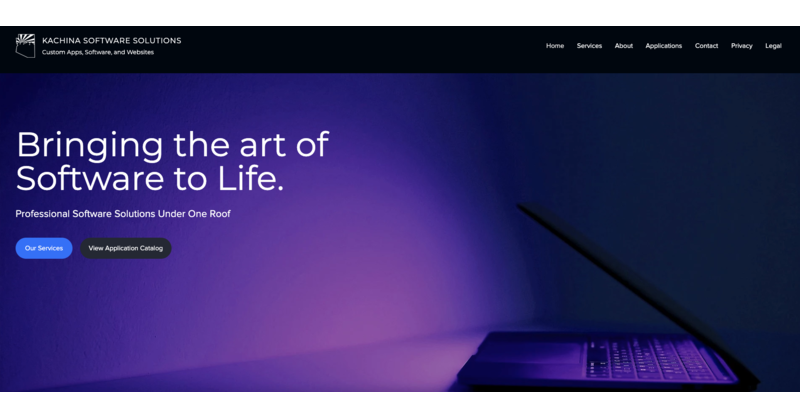 KACHINA SOFTWARE SOLUTIONS
Custom Apps, Software, and Websites
Home Services About Applications Contact Privacy Legal
Bringing the art of
Software to Life.
Professional Software Solutions Under One Roof
Our Services View Application Catalog